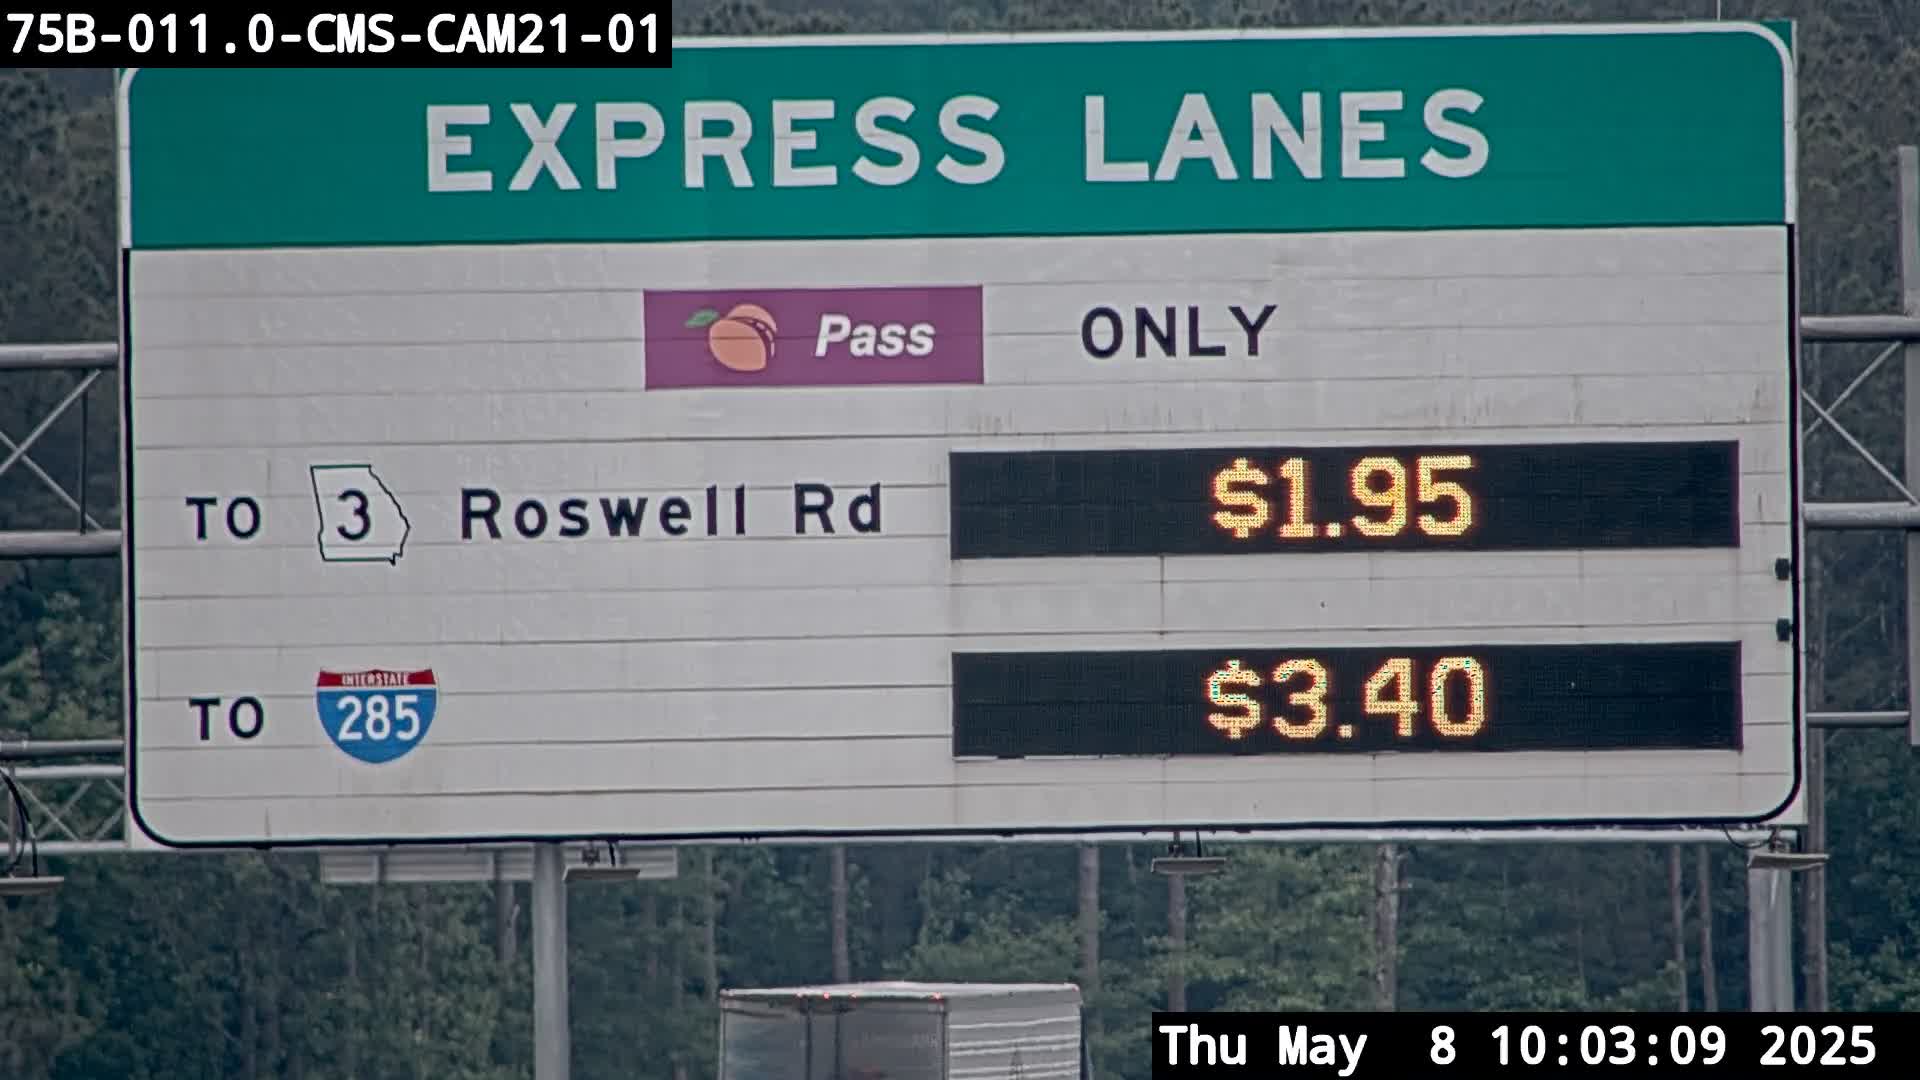 75B-011.0-CMS-CAM21-01
EXPRESS LANES
Pass ONLY
TO 3 Roswell Rd $1.95
TO INTERSTATE 285 $3.40
Thu May 8 10:03:09 2025